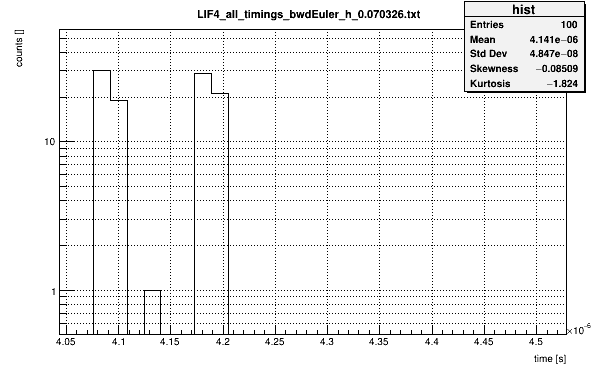 LIF4_all_timings_bwdEuler_h_0.070326.txt
hist
Entries 100
Mean 4.141e−06
Std Dev 4.847e−08
Skewness −0.08509
Kurtosis −1.824
counts []
10
1
4.05 4.1 4.15 4.2 4.25 4.3 4.35 4.4 4.45 4.5
×10−6
time [s]